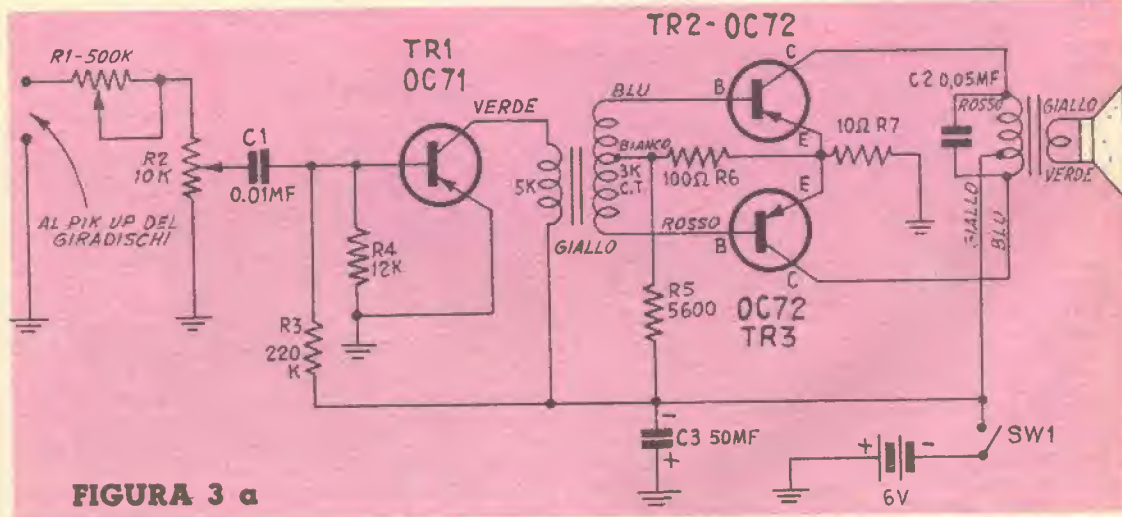 R1-500K
TR1
OC71
TR2-OC72
C
C2 0,05MF
ROSSO
GIALLO
VERDE
BLU
B
E
10Ω R7
C1
0.01MF
R2
10K
AL PIK UP DEL
GIRADISCHI
5K
BIANCO
3K
C.T.
100Ω R6
E
GIALLO
ROSSO
B
C
VERDE
GIALLO
BLU
R4
12K
R3
220
K
R5
5600
OC72
TR3
-
C3 50MF
+
+
-
6V
SW1
FIGURA 3 a